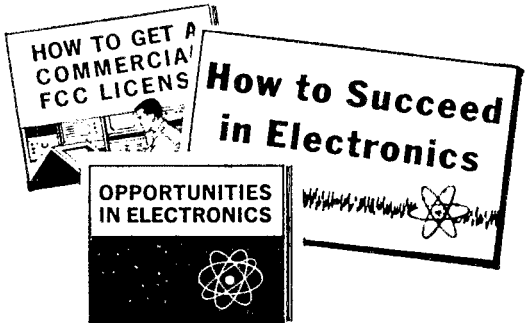 HOW TO GET A
COMMERCIA
FCC LICENS
How to Succeed
in Electronics
OPPORTUNITIES
IN ELECTRONICS